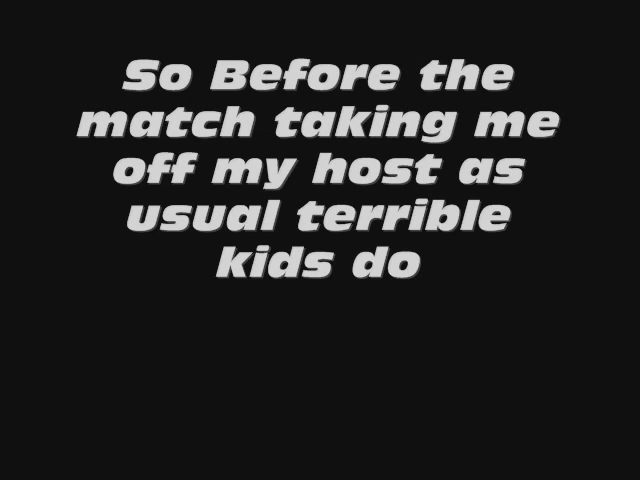 So Before the
match taking me
off my host as
usual terrible
kids do